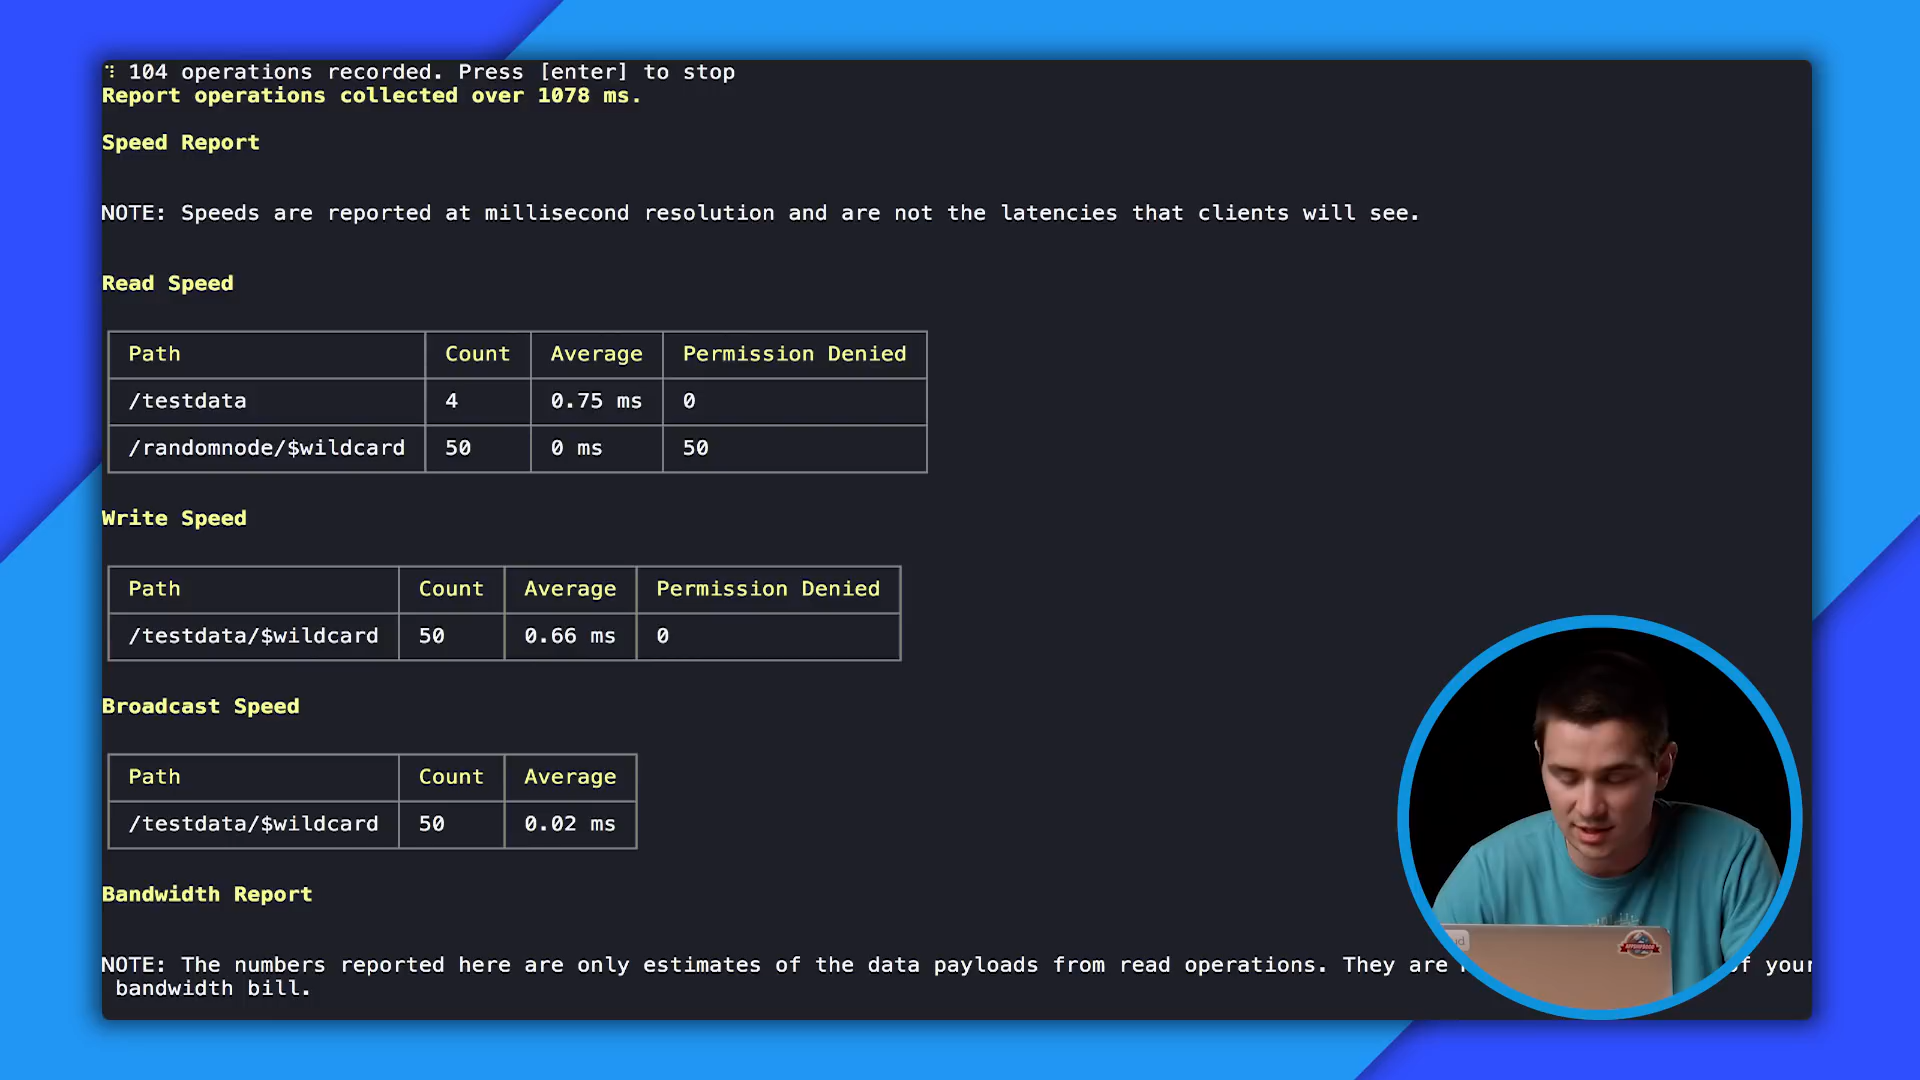 ⠹ 104 operations recorded. Press [enter] to stop
Report operations collected over 1078 ms.
Speed Report
NOTE: Speeds are reported at millisecond resolution and are not the latencies that clients will see.
Read Speed
Path Count Average Permission Denied
/testdata 4 0.75 ms 0
/randomnode/$wildcard 50 0 ms 50
Write Speed
Path Count Average Permission Denied
/testdata/$wildcard 50 0.66 ms 0
Broadcast Speed
Path Count Average
/testdata/$wildcard 50 0.02 ms
Bandwidth Report
NOTE: The numbers reported here are only estimates of the data payloads from read operations. They are of your
bandwidth bill.